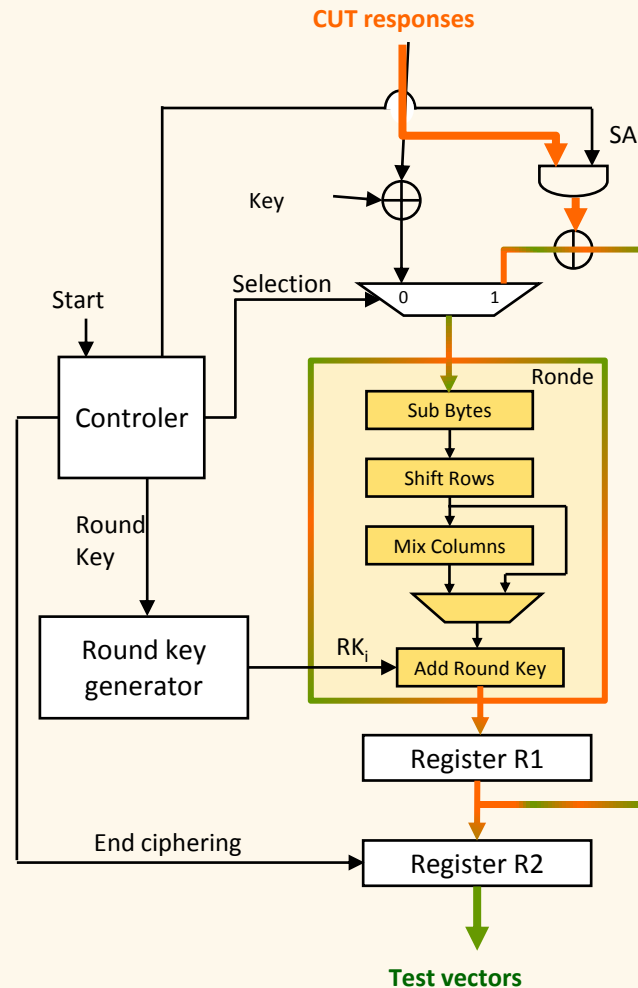 CUT responses
SA
Key
Selection
0
1
Start
Ronde
Controler
Sub Bytes
Shift Rows
Round
Key
Mix Columns
Round key
generator
RKi
Add Round Key
Register R1
End ciphering
Register R2
Test vectors